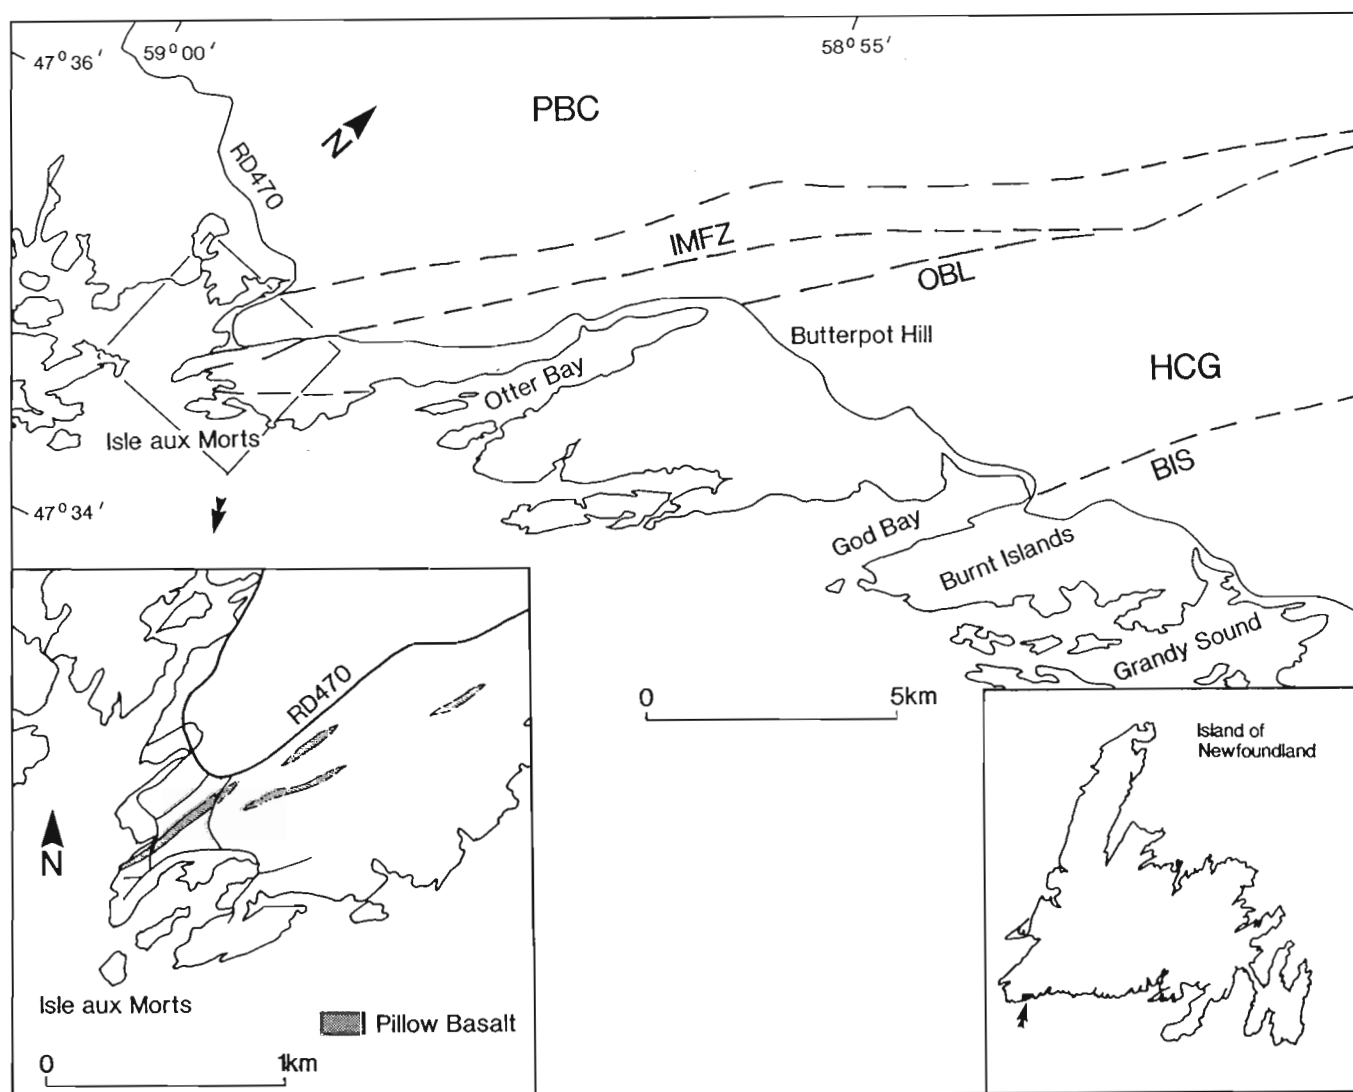 47° 36′
59° 00′
58° 55′
PBC
N
RD470
IMFZ
OBL
Butterpot Hill
HCG
Otter Bay
Isle aux Morts
BIS
47° 34′
God Bay
Burnt Islands
Grandy Sound
0 5km
RD470
N
Isle aux Morts
Pillow Basalt
0 1km
Island of
Newfoundland